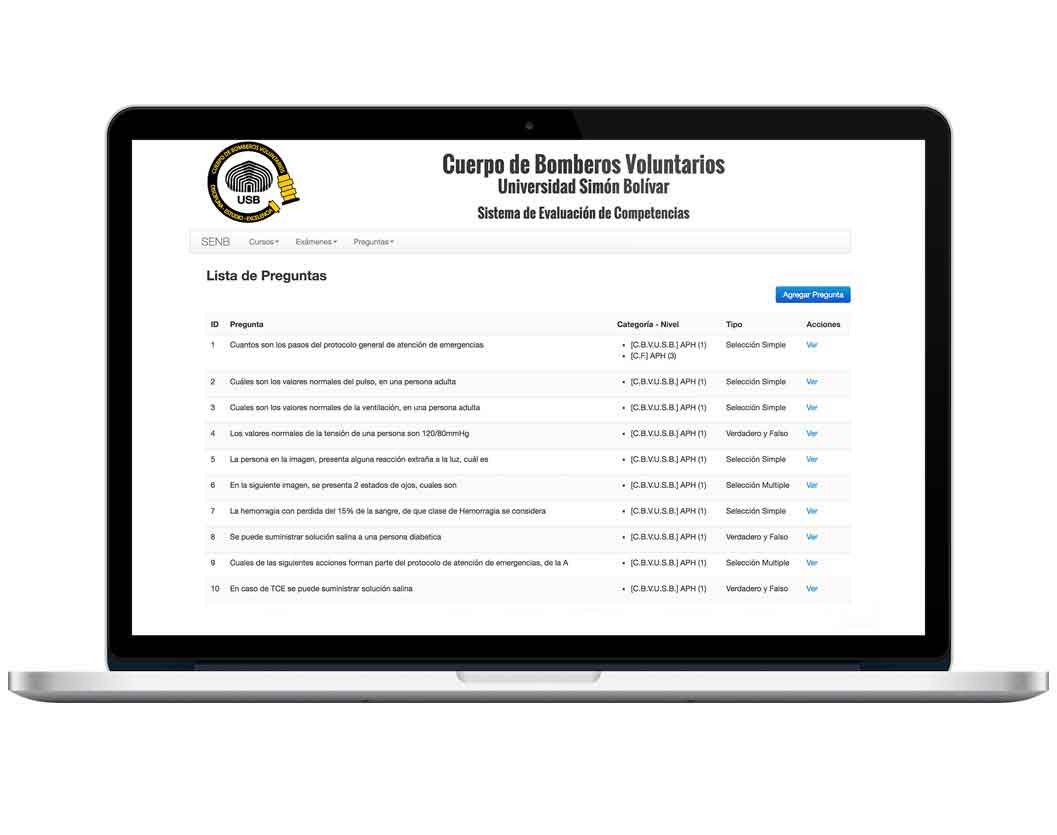 CUERPO DE BOMBEROS VOLUNTARIOS
USB
DISCIPLINA - ESTUDIO - EXCELENCIA
Cuerpo de Bomberos Voluntarios
Universidad Simón Bolívar
Sistema de Evaluación de Competencias
SENB Cursos Exámenes Preguntas
Lista de Preguntas
Agregar Pregunta
ID Pregunta Categoría - Nivel Tipo Acciones
1 Cuantos son los pasos del protocolo general de atención de emergencias • [C.B.V.U.S.B.] APH (1) Selección Simple Ver
• [C.F.] APH (3)
2 Cuáles son los valores normales del pulso, en una persona adulta • [C.B.V.U.S.B.] APH (1) Selección Simple Ver
3 Cuales son los valores normales de la ventilación, en una persona adulta • [C.B.V.U.S.B.] APH (1) Selección Simple Ver
4 Los valores normales de la tensión de una persona son 120/80mmHg • [C.B.V.U.S.B.] APH (1) Verdadero y Falso Ver
5 La persona en la imagen, presenta alguna reacción extraña a la luz, cuál es • [C.B.V.U.S.B.] APH (1) Selección Simple Ver
6 En la siguiente imagen, se presenta 2 estados de ojos, cuales son • [C.B.V.U.S.B.] APH (1) Selección Multiple Ver
7 La hemorragia con perdida del 15% de la sangre, de que clase de Hemorragia se considera • [C.B.V.U.S.B.] APH (1) Selección Simple Ver
8 Se puede suministrar solución salina a una persona diabetica • [C.B.V.U.S.B.] APH (1) Verdadero y Falso Ver
9 Cuales de las siguientes acciones forman parte del protocolo de atención de emergencias, de la A • [C.B.V.U.S.B.] APH (1) Selección Multiple Ver
10 En caso de TCE se puede suministrar solución salina • [C.B.V.U.S.B.] APH (1) Verdadero y Falso Ver